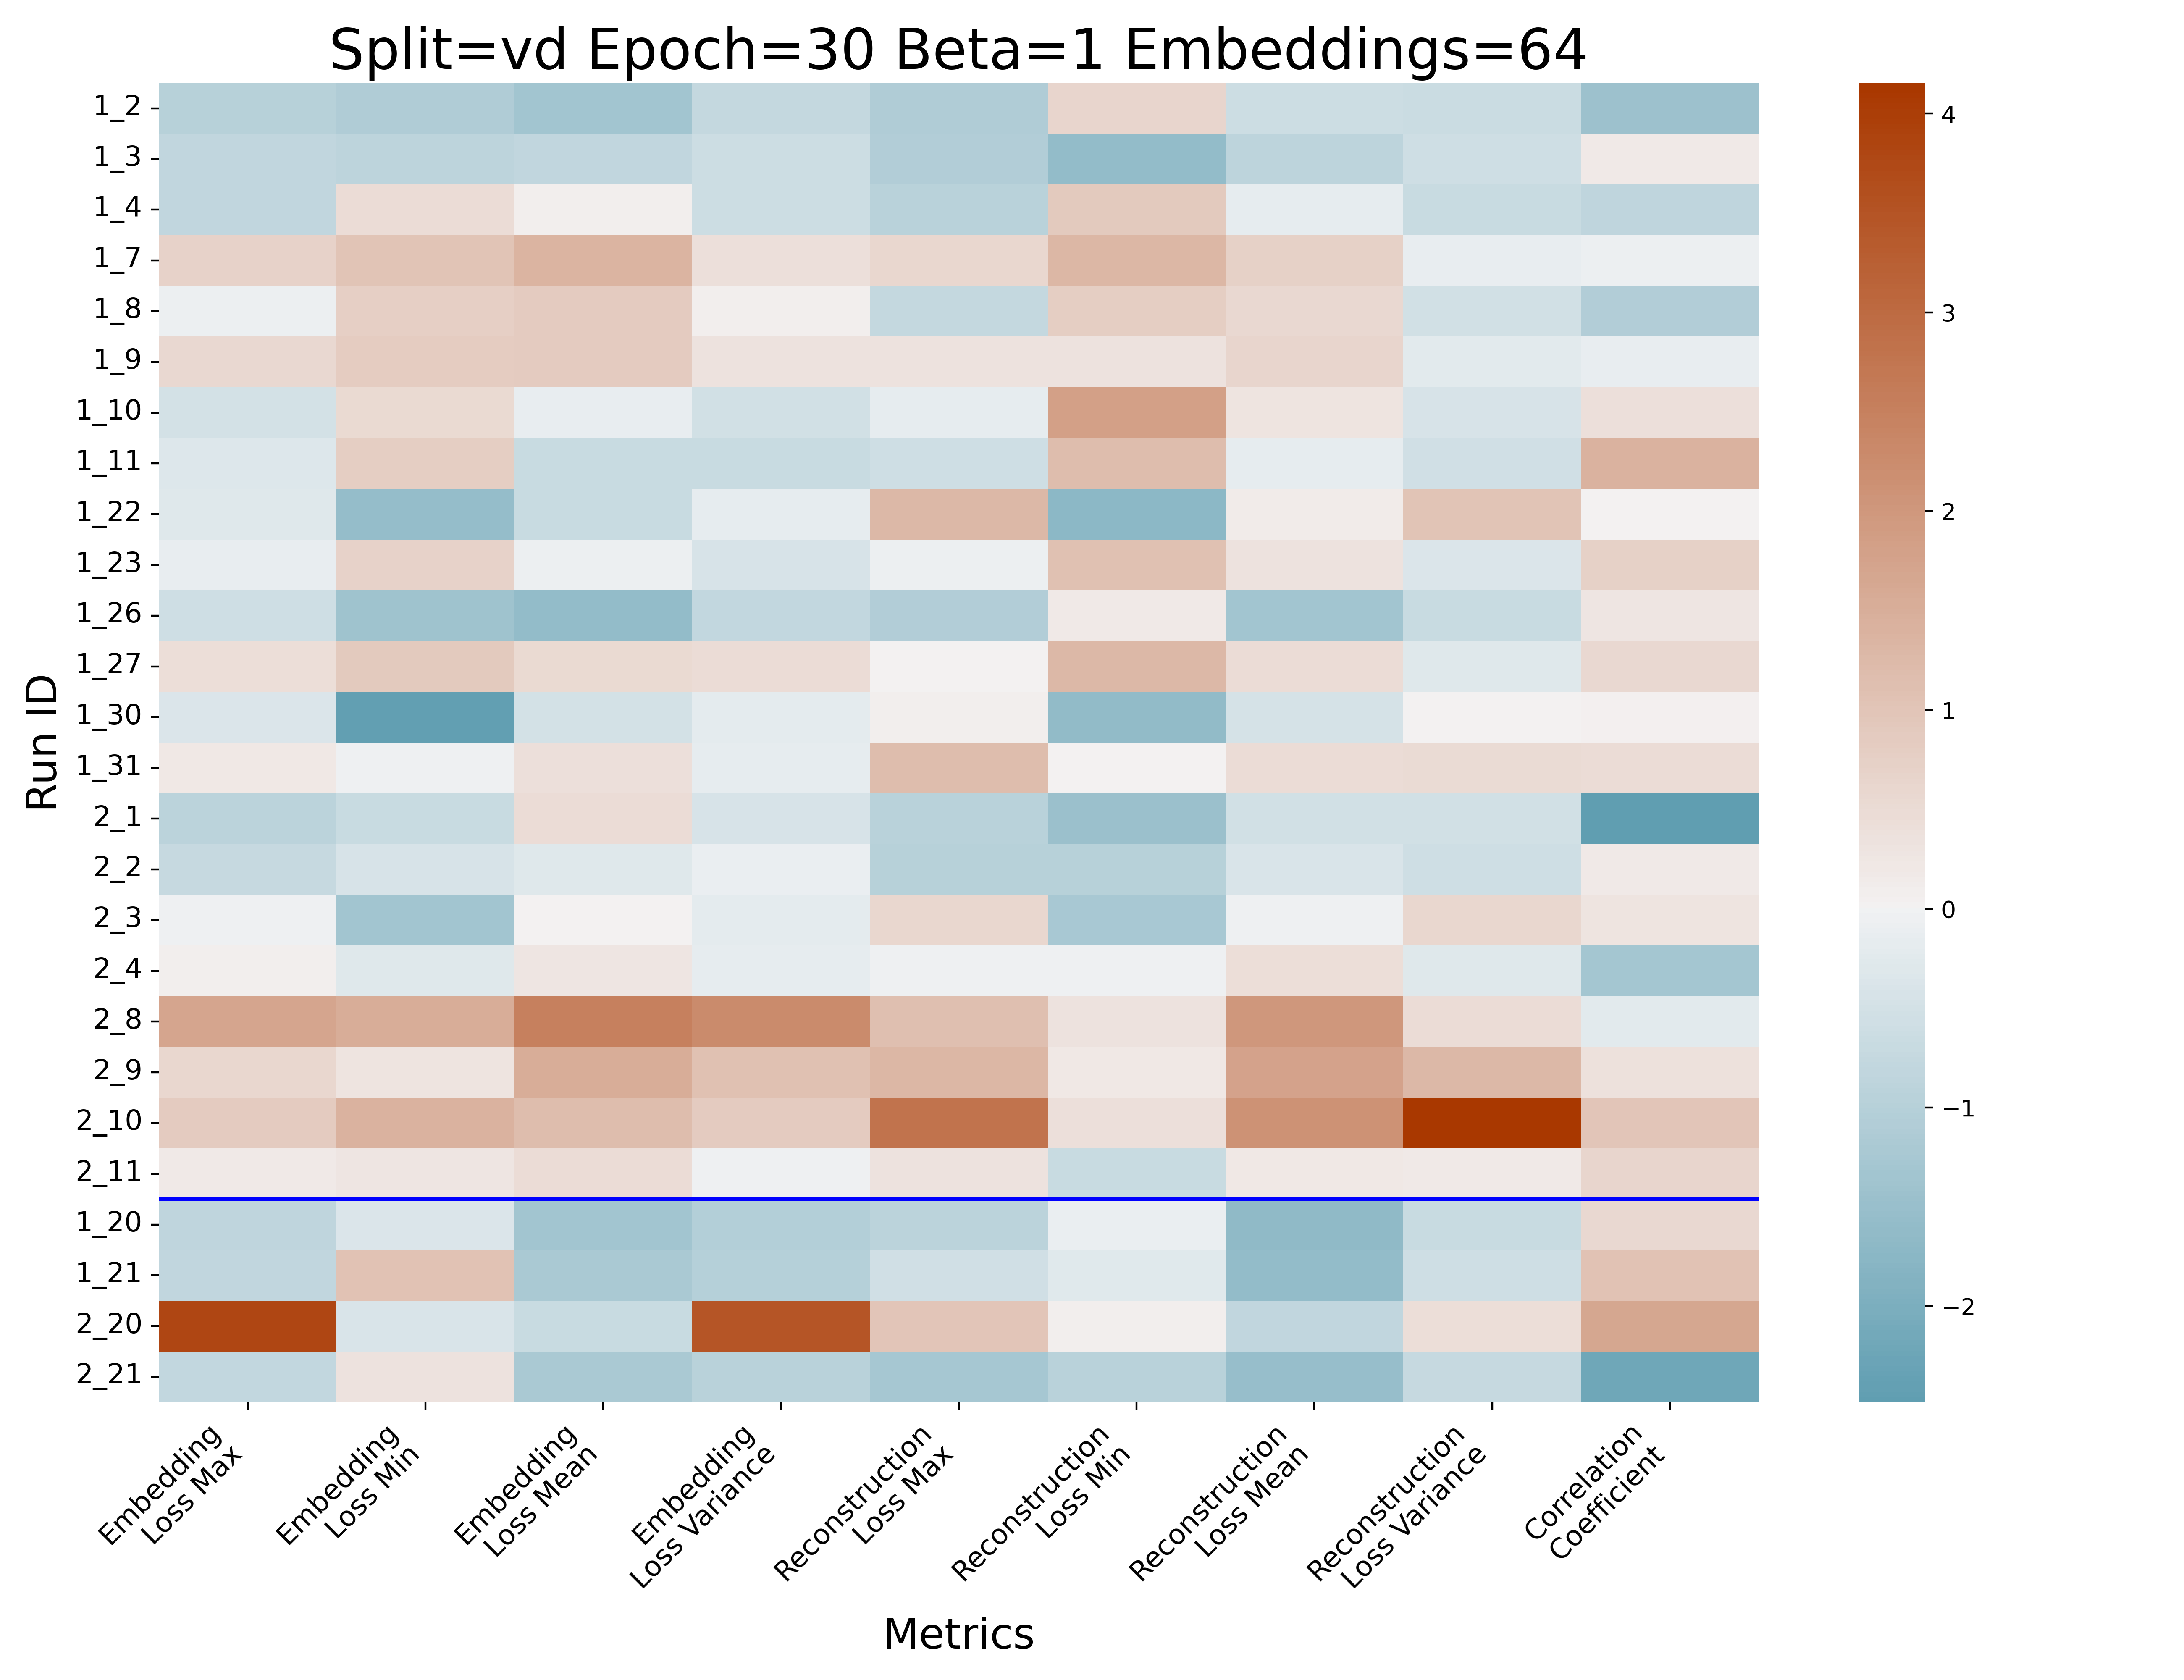 Split=vd Epoch=30 Beta=1 Embeddings=64
Run ID
1_2
1_3
1_4
1_7
1_8
1_9
1_10
1_11
1_22
1_23
1_26
1_27
1_30
1_31
2_1
2_2
2_3
2_4
2_8
2_9
2_10
2_11
1_20
1_21
2_20
2_21
Embedding
Loss Max
Embedding
Loss Min
Embedding
Loss Mean
Embedding
Loss Variance
Reconstruction
Loss Max
Reconstruction
Loss Min
Reconstruction
Loss Mean
Reconstruction
Loss Variance
Correlation
Coefficient
Metrics
4
3
2
1
0
−1
−2